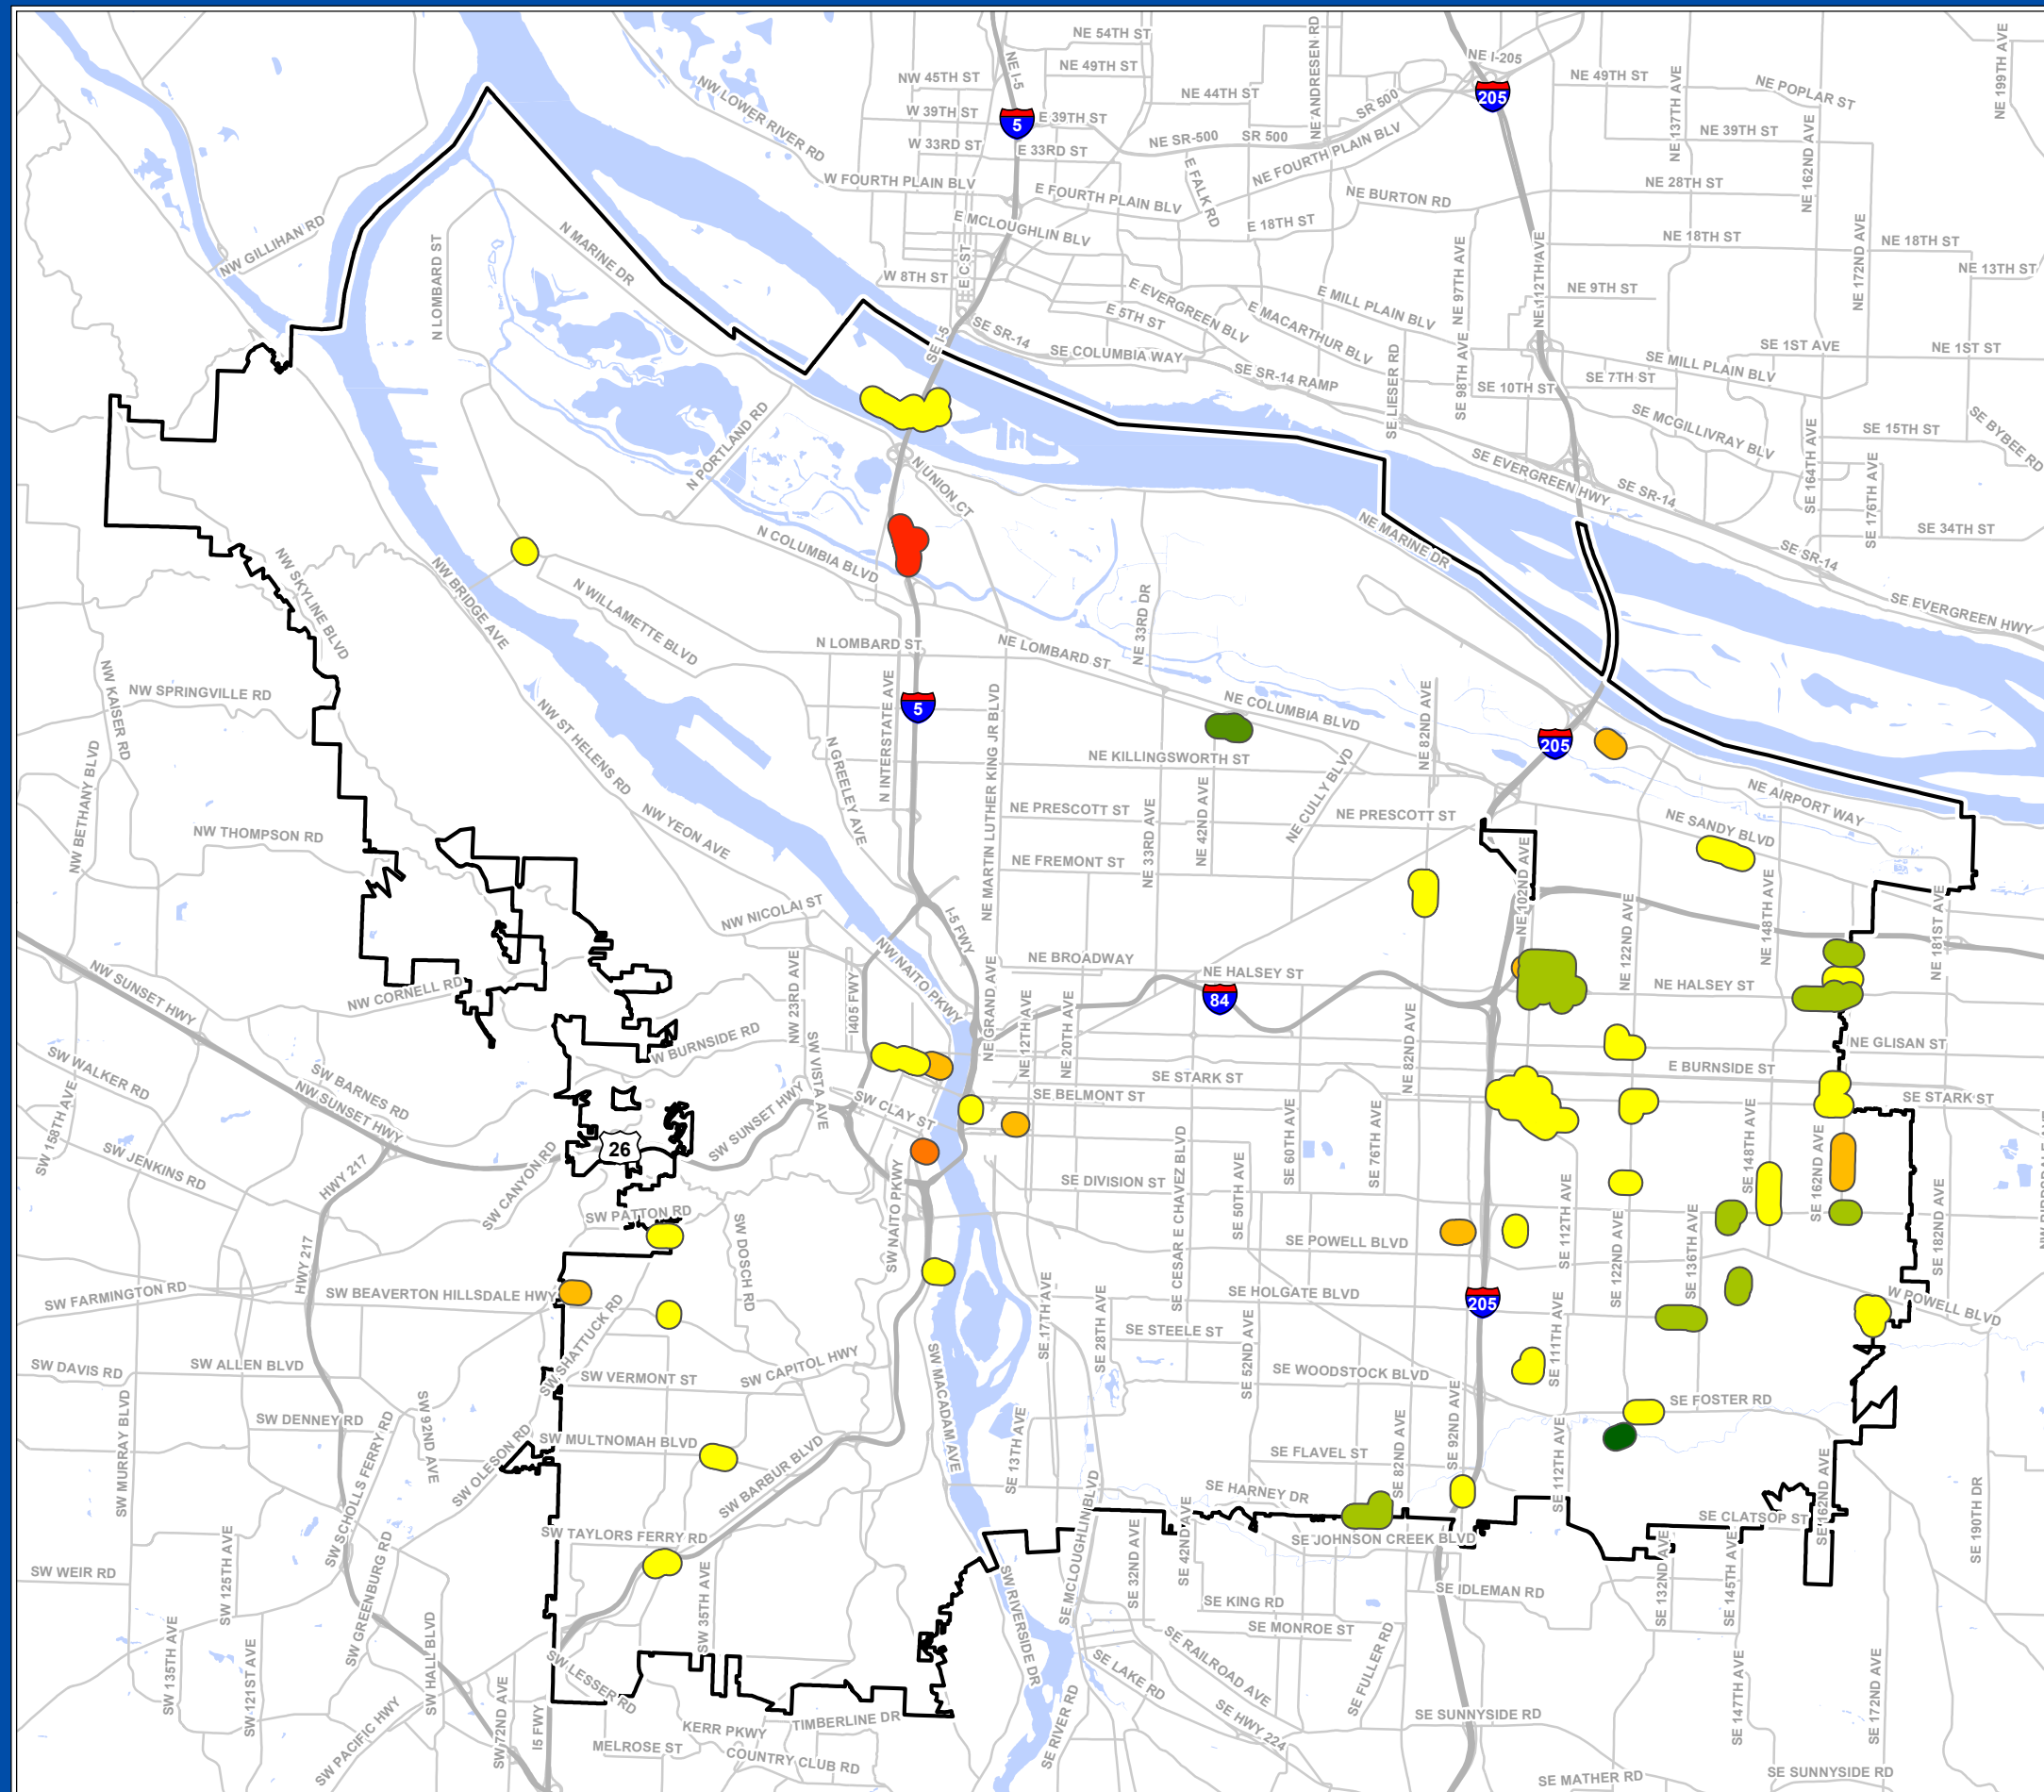 NE 54TH ST
NE I-5
NE 49TH ST
NW 45TH ST
NE ANDRESEN RD
NE I-205
NE 49TH ST
NE POPLAR ST
NE 199TH AVE
NW LOWER RIVER RD
W 39TH ST
5
E 39TH ST
NE 44TH ST
SR 500
205
NE 137TH AVE
NE 39TH ST
NE 162ND AVE
W 33RD ST
E 33RD ST
NE SR-500
SR 500
NE FOURTH PLAIN BLV
W FOURTH PLAIN BLV
E FOURTH PLAIN BLV
E FALK RD
NE BURTON RD
NE 28TH ST
NW GILLIHAN RD
N LOMBARD ST
N MARINE DR
E MCLOUGHLIN BLV
E 18TH ST
NE 97TH AVE
NE 112TH AVE
NE 18TH ST
NE 172ND AVE
NE 18TH ST
W 8TH ST
E C ST
NE 13TH ST
E EVERGREEN BLV
E MILL PLAIN BLV
NE 9TH ST
E 5TH ST
E MACARTHUR BLV
SE I-5
SE SR-14
SE COLUMBIA WAY
SE SR-14 RAMP
SE LIESER RD
SE 98TH AVE
SE 10TH ST
SE 7TH ST
SE MILL PLAIN BLV
SE 1ST AVE
NE 1ST ST
SE MCGILLIVRAY BLV
SE 164TH AVE
SE 15TH ST
SE BYBEE RD
N PORTLAND RD
N UNION CT
SE EVERGREEN HWY
SE SR-14
SE 176TH AVE
SE 34TH ST
N COLUMBIA BLVD
NE MARINE DR
SE SR-14
SE EVERGREEN HWY
NW SKYLINE BLVD
NW BRIDGE AVE
N WILLAMETTE BLVD
N LOMBARD ST
NE LOMBARD ST
NE 33RD DR
NW KAISER RD
NW SPRINGVILLE RD
NW ST HELENS RD
N INTERSTATE AVE
5
NE MARTIN LUTHER KING JR BLVD
NE COLUMBIA BLVD
NE 82ND AVE
205
N GREELEY AVE
NE KILLINGSWORTH ST
NE CULLY BLVD
NW BETHANY BLVD
NW THOMPSON RD
NW YEON AVE
NE PRESCOTT ST
NE 33RD AVE
NE 42ND AVE
NE PRESCOTT ST
NE AIRPORT WAY
NE SANDY BLVD
NE FREMONT ST
NE 102ND AVE
NE 122ND AVE
NE 148TH AVE
NE 181ST AVE
NW NICOLAI ST
I-5 FWY
NW SUNSET HWY
NW CORNELL RD
NW 23RD AVE
I405 FWY
NW NAITO PKWY
NE GRAND AVE
NE BROADWAY
NE HALSEY ST
84
NE HALSEY ST
NE 12TH AVE
NE 20TH AVE
NE 82ND AVE
NE GLISAN ST
SW WALKER RD
SW BARNES RD
NW SUNSET HWY
W BURNSIDE RD
SW VISTA AVE
SE STARK ST
E BURNSIDE ST
SW 158TH AVE
SW JENKINS RD
26
SW SUNSET HWY
SW CLAY ST
SE BELMONT ST
SE STARK ST
HWY 217
SW CANYON RD
SW PATTON RD
SW DOSCH RD
SW NAITO PKWY
SE DIVISION ST
SE CESAR E CHAVEZ BLVD
SE 50TH AVE
SE 60TH AVE
SE 76TH AVE
SE 112TH AVE
SE 122ND AVE
SE 136TH AVE
SE 148TH AVE
SE 162ND AVE
SE 182ND AVE
SE POWELL BLVD
SW FARMINGTON RD
HWY 217
SW BEAVERTON HILLSDALE HWY
SE 17TH AVE
SE 28TH AVE
SE HOLGATE BLVD
205
W POWELL BLVD
SW SHATTUCK RD
SE STEELE ST
SE 52ND AVE
SE 111TH AVE
SW DAVIS RD
SW ALLEN BLVD
SW VERMONT ST
SW CAPITOL HWY
SW MACADAM AVE
SE WOODSTOCK BLVD
SE FOSTER RD
SW MURRAY BLVD
SW DENNEY RD
SW 92ND AVE
SW OLESON RD
SW MULTNOMAH BLVD
SW BARBUR BLVD
SE 13TH AVE
SE FLAVEL ST
SE 82ND AVE
SE 92ND AVE
SE 112TH AVE
SW SCHOLLS FERRY RD
SE MCLOUGHLIN BLVD
SE HARNEY DR
SE 162ND AVE
SE 190TH DR
SW TAYLORS FERRY RD
SE CLATSOP ST
SE JOHNSON CREEK BLVD
SW WEIR RD
SW 125TH AVE
SW GREENBURG RD
SW 35TH AVE
SW RIVERSIDE DR
SE 32ND AVE
SE 42ND AVE
SE IDLEMAN RD
SE 132ND AVE
SE 145TH AVE
SE KING RD
SE MONROE ST
SW 135TH AVE
SW 121ST AVE
SW HALL BLVD
SW LESSER RD
SE LAKE RD
SE RAILROAD AVE
SE FULLER RD
SE 147TH AVE
SE 172ND AVE
SW PACIFIC HWY
SW 72ND AVE
I5 FWY
KERR PKWY
TIMBERLINE DR
SE RIVER RD
SE HWY 224
SE SUNNYSIDE RD
MELROSE ST
COUNTRY CLUB RD
SE MATHER RD
SE SUNNYSIDE RD